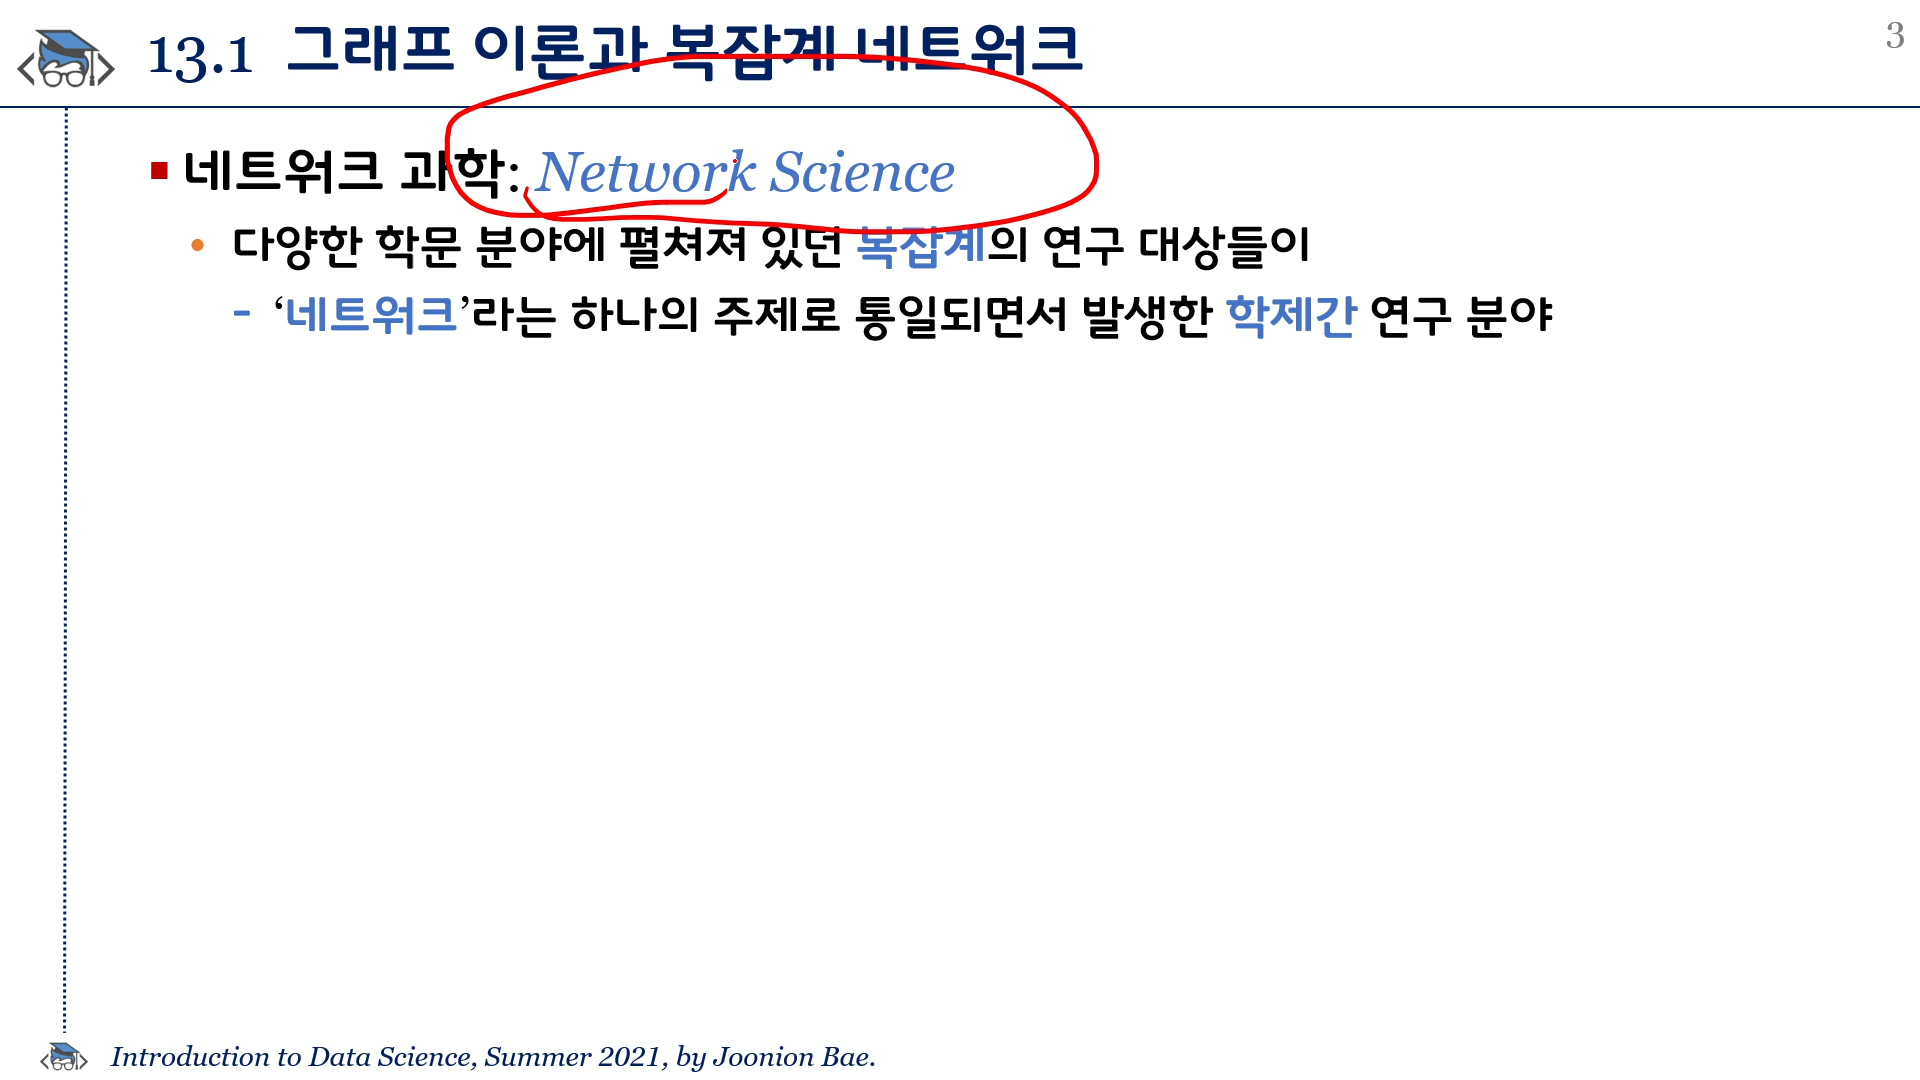 13.1 그래프 이론과 복잡계 네트워크
3
네트워크 과학: Network Science
다양한 학문 분야에 펼쳐져 있던 복잡계의 연구 대상들이
- ‘네트워크’라는 하나의 주제로 통일되면서 발생한 학제간 연구 분야
Introduction to Data Science, Summer 2021, by Joonion Bae.